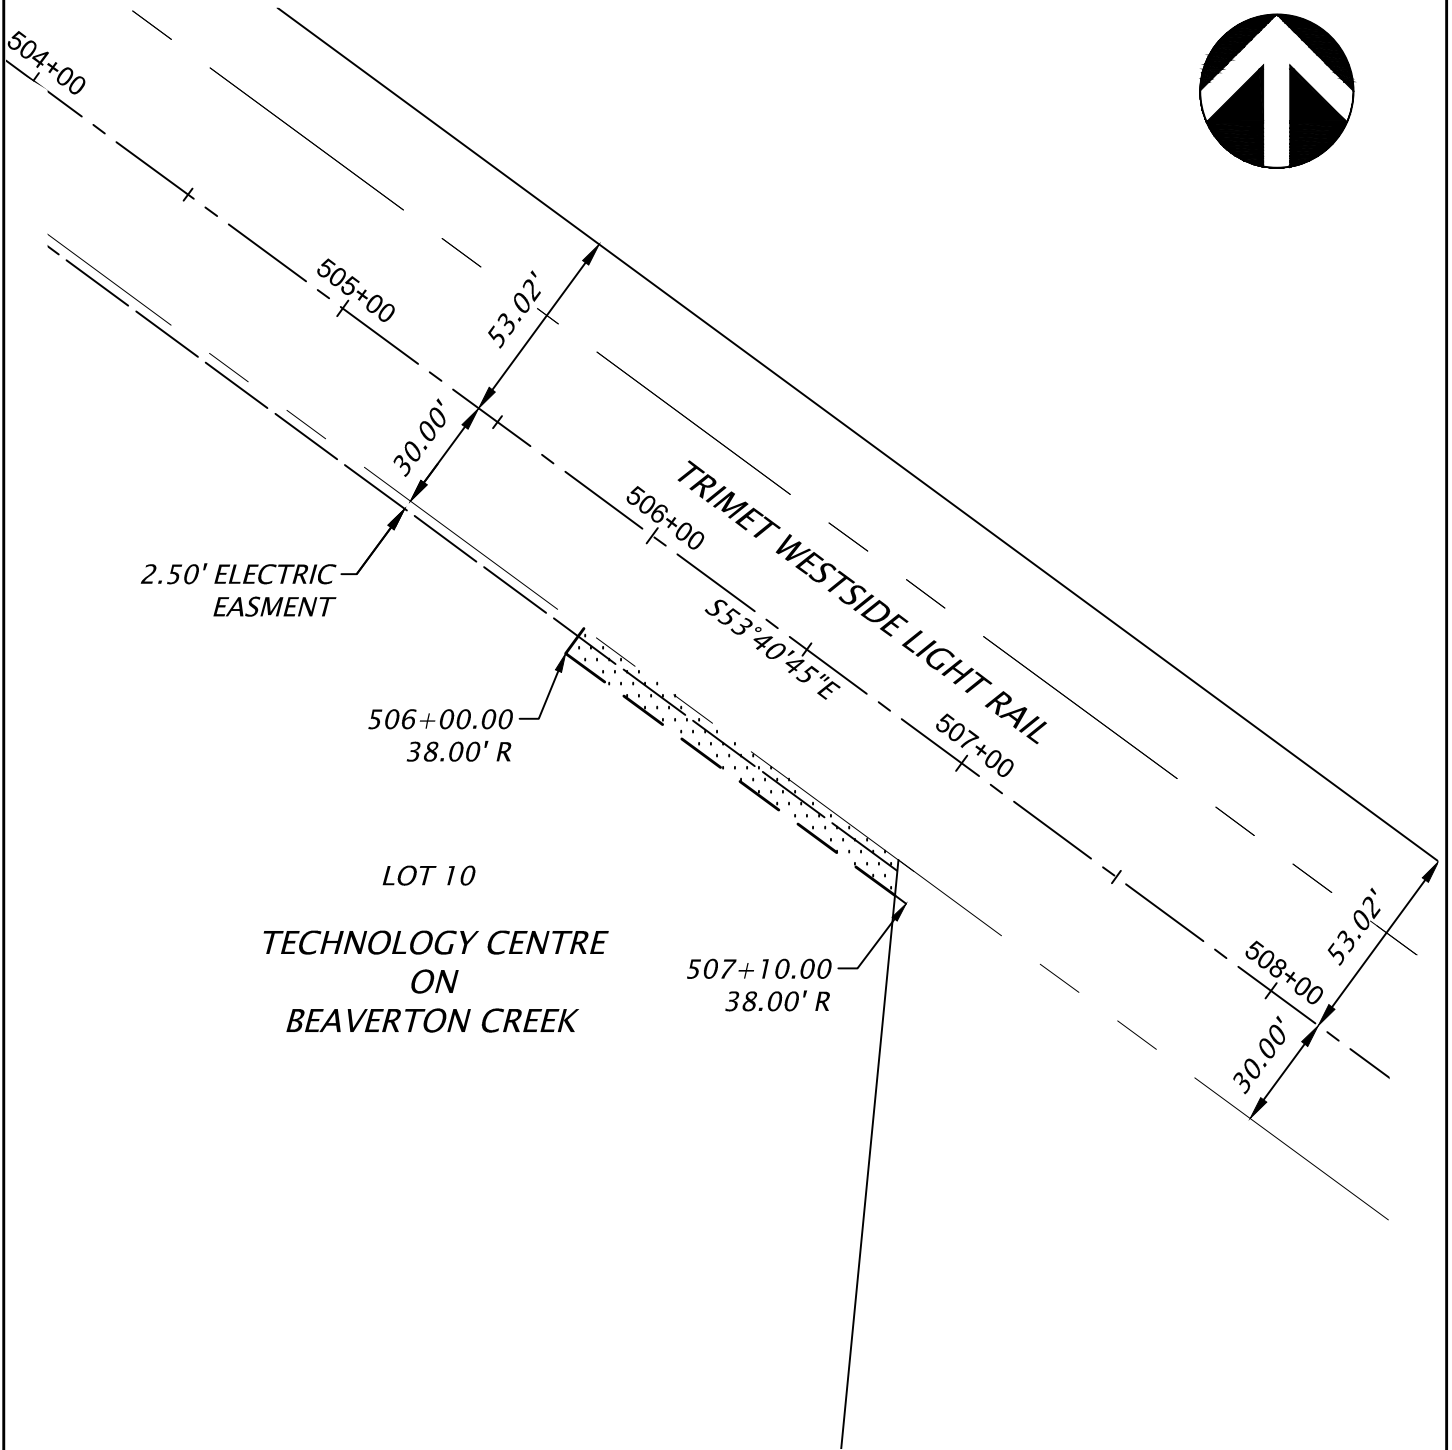 504+00
505+00
53.02'
30.00'
506+00
TRIMET WESTSIDE LIGHT RAIL
S53°40'45"E
2.50' ELECTRIC
EASMENT
506+00.00
38.00' R
507+00
LOT 10
TECHNOLOGY CENTRE
ON
BEAVERTON CREEK
507+10.00
38.00' R
508+00
53.02'
30.00'